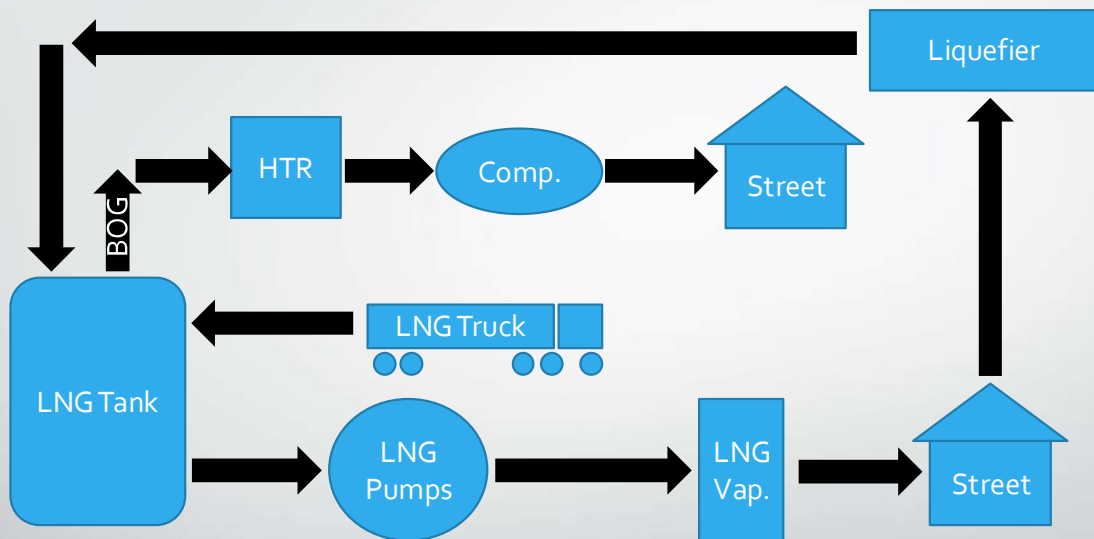 Liquefier
HTR
Comp.
Street
BOG
LNG Truck
LNG Tank
LNG
Pumps
LNG
Vap.
Street